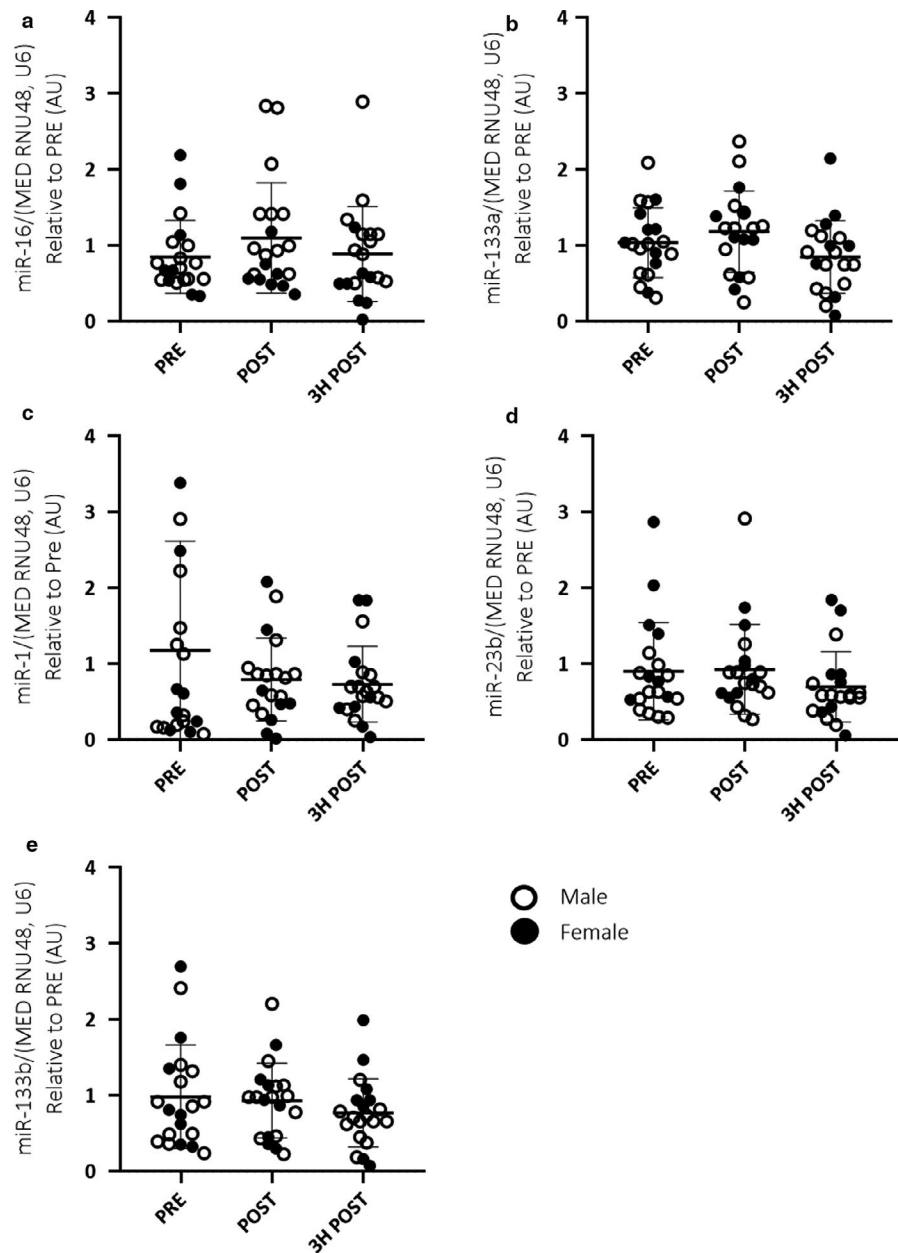 a
miR-16/(MED RNU48, U6)
Relative to PRE (AU)
4
3
2
1
0
PRE
POST
3H POST
b
miR-133a/(MED RNU48, U6)
Relative to PRE (AU)
4
3
2
1
0
PRE
POST
3H POST
c
miR-1/(MED RNU48, U6)
Relative to Pre (AU)
4
3
2
1
0
PRE
POST
3H POST
d
miR-23b/(MED RNU48, U6)
Relative to PRE (AU)
4
3
2
1
0
PRE
POST
3H POST
e
miR-133b/(MED RNU48, U6)
Relative to PRE (AU)
4
3
2
1
0
PRE
POST
3H POST
Male
Female